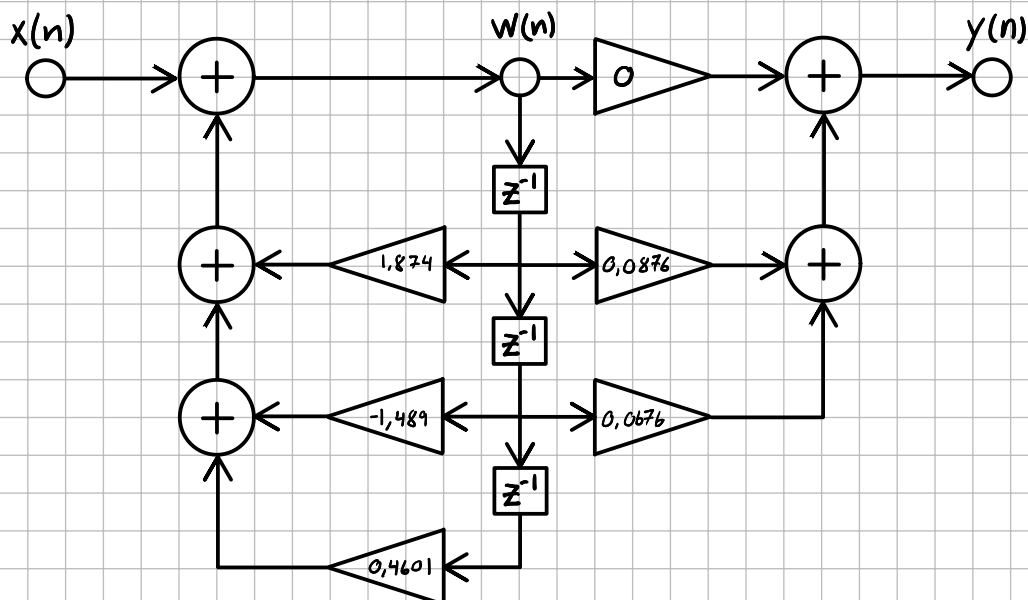 x(n) w(n) y(n)
+ 0 +
z⁻¹
+ 1,874 0,0876 +
z⁻¹
+ -1,489 0,0676
z⁻¹
0,4601